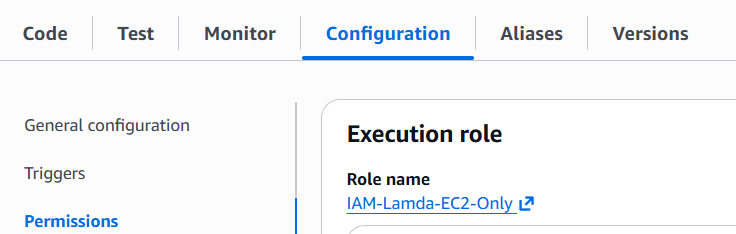 Code Test Monitor Configuration Aliases Versions
General configuration
Triggers
Permissions
Execution role
Role name
IAM-Lamda-EC2-Only